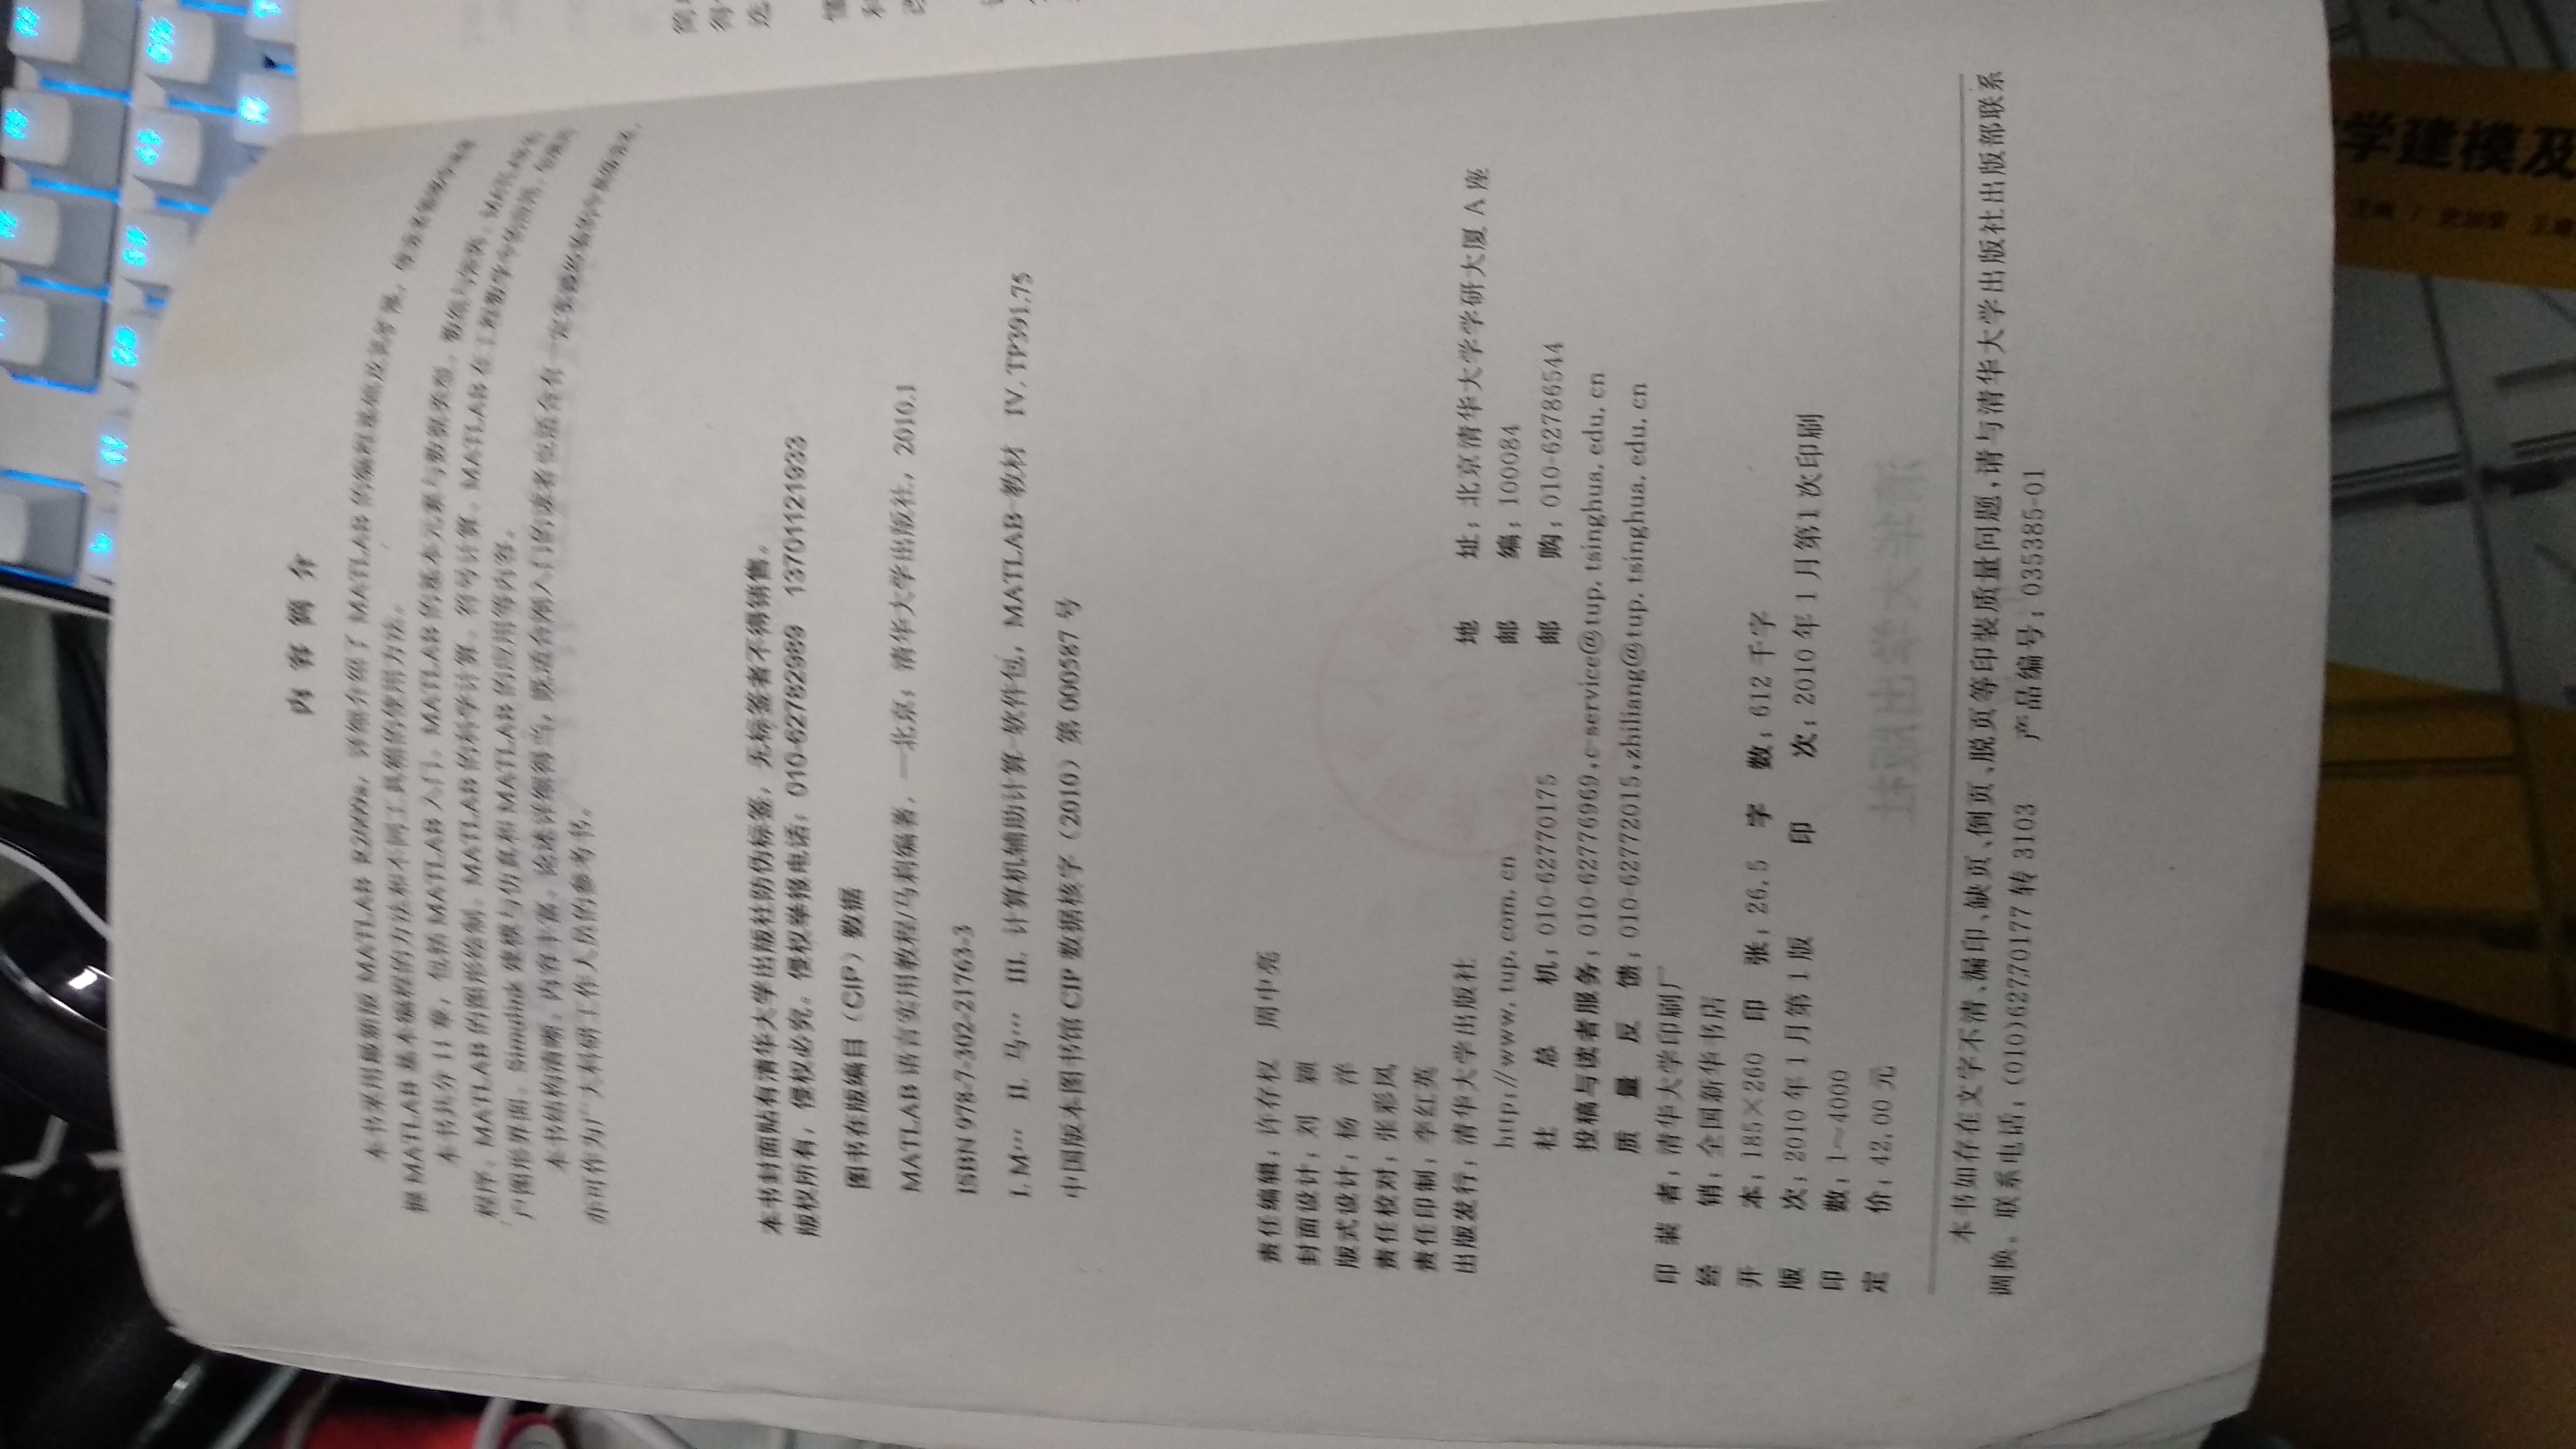 内容简介
本书采用最新版 MATLAB R2009a，详细介绍了 MATLAB 的编程基础及其扩展，
握 MATLAB 基本编程的方法和不同工具箱的使用方法。
本书共分 11 章，包括 MATLAB 入门、MATLAB 的基本元素与数据类型、数组与矩阵、MATLAB
程序、MATLAB 的图形绘制、MATLAB 的科学计算、符号计算、MATLAB 在工程数学中的应用、
户图形界面、Simulink 建模与仿真和 MATLAB 的应用等内容。
本书结构清晰、内容丰富、论述详细得当，既适合刚入门的读者也适合有一定
亦可作为广大科研工作人员的参考书。
本书封面贴有清华大学出版社防伪标签，无标签者不得销售。
版权所有，侵权必究。侵权举报电话：010-62782989 13701121933
图书在版编目（CIP）数据
MATLAB 语言实用教程/马莉编著. —北京：清华大学出版社，2010.1
ISBN 978-7-302-21763-3
I. M… II. 马… III. 计算机辅助计算-软件包，MATLAB-教材 IV. TP391.75
中国版本图书馆 CIP 数据核字（2010）第 000587 号
责任编辑：许存权 周中亮
封面设计：刘 颖
版式设计：杨 洋
责任校对：张彩凤
责任印制：李红英
出版发行：清华大学出版社 地 址：北京清华大学学研大厦 A 座
http://www.tup.com.cn 邮 编：100084
社 总 机：010-62770175 邮 购：010-62786544
投稿与读者服务：010-62776969,c-service@tup.tsinghua.edu.cn
质 量 反 馈：010-62772015,zhiliang@tup.tsinghua.edu.cn
印 装 者：清华大学印刷厂
经 销：全国新华书店
开 本：185×260 印 张：26.5 字 数：612 千字
版 次：2010 年 1 月第 1 版 印 次：2010 年 1 月第1 次印刷
印 数：1～4000
定 价：42.00 元
清华大学出版社
本书如存在文字不清、漏印、缺页、倒页、脱页等印装质量问题，请与清华大学出版社出版部联系
调换。联系电话：(010)62770177 转 3103 产品编号：035385-01
学建模及